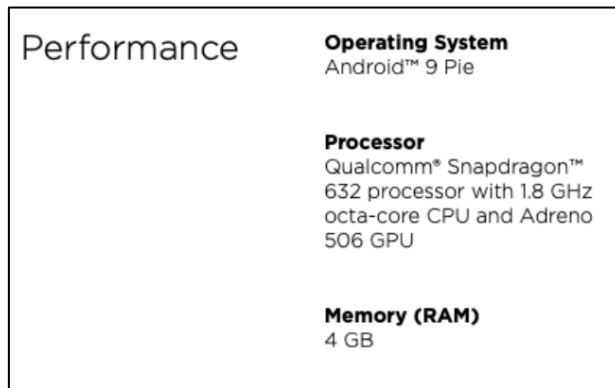 Performance
Operating System
Android™ 9 Pie
Processor
Qualcomm® Snapdragon™
632 processor with 1.8 GHz
octa-core CPU and Adreno
506 GPU
Memory (RAM)
4 GB